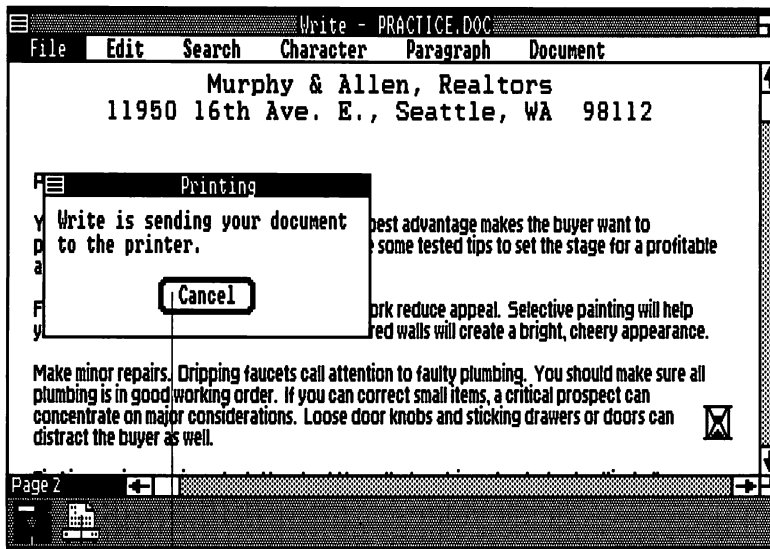 Write - PRACTICE.DOC
File Edit Search Character Paragraph Document
Murphy & Allen, Realtors
11950 16th Ave. E., Seattle, WA 98112
Printing
Write is sending your document
to the printer.
Cancel
best advantage makes the buyer want to
some tested tips to set the stage for a profitable
reduce appeal. Selective painting will help
walls will create a bright, cheery appearance.
Make minor repairs. Dripping faucets call attention to faulty plumbing. You should make sure all
plumbing is in good working order. If you can correct small items, a critical prospect can
concentrate on major considerations. Loose door knobs and sticking drawers or doors can
distract the buyer as well.
Page 2